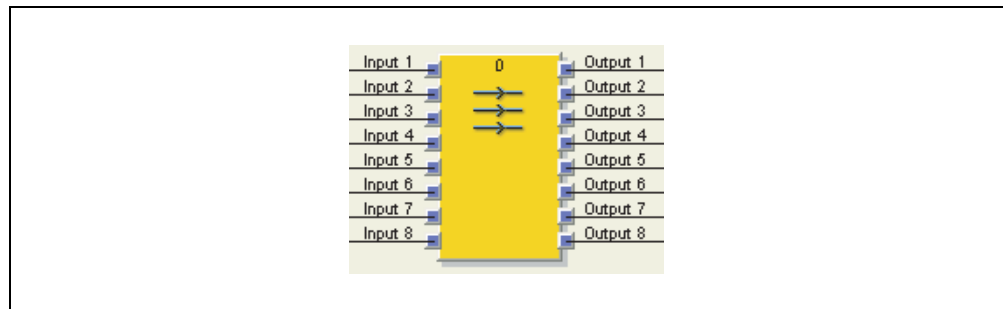 0
Input 1 Output 1
Input 2 Output 2
Input 3 Output 3
Input 4 Output 4
Input 5 Output 5
Input 6 Output 6
Input 7 Output 7
Input 8 Output 8